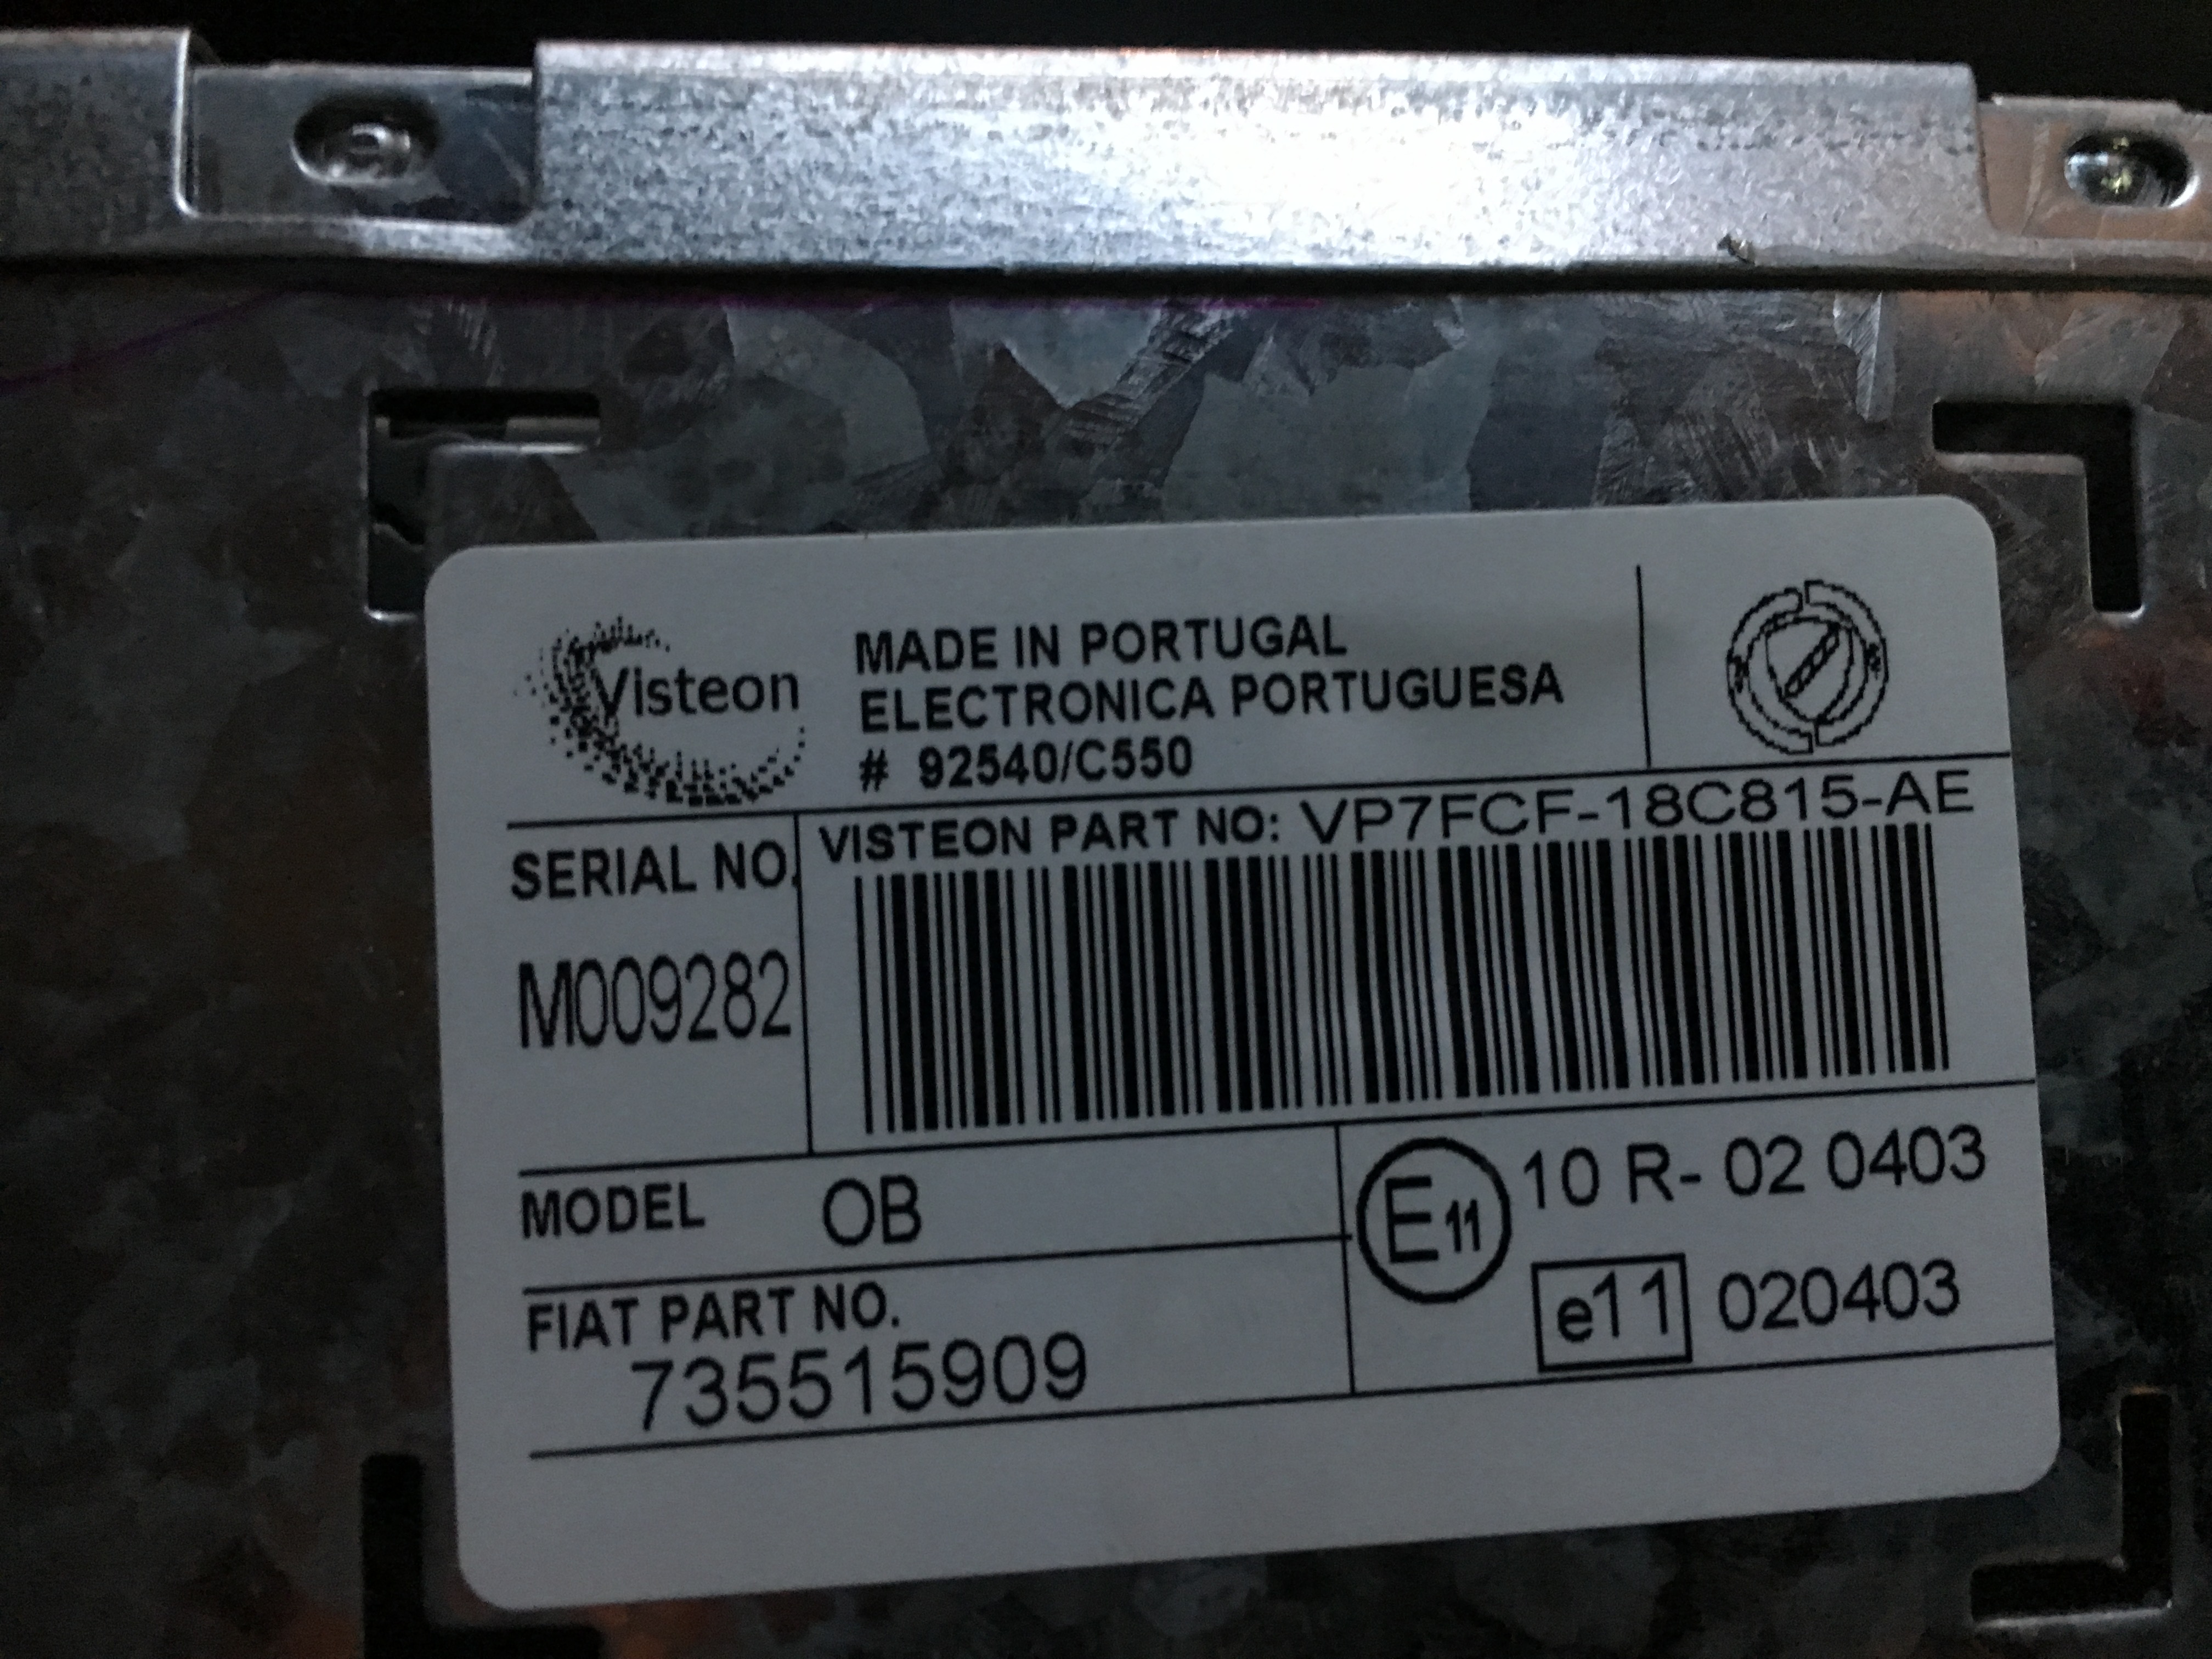 Visteon
MADE IN PORTUGAL
ELECTRONICA PORTUGUESA
# 92540/C550
SERIAL NO.
M009282
VISTEON PART NO: VP7FCF-18C815-AE
MODEL OB
FIAT PART NO.
735515909
E11 10 R- 02 0403
e11 020403